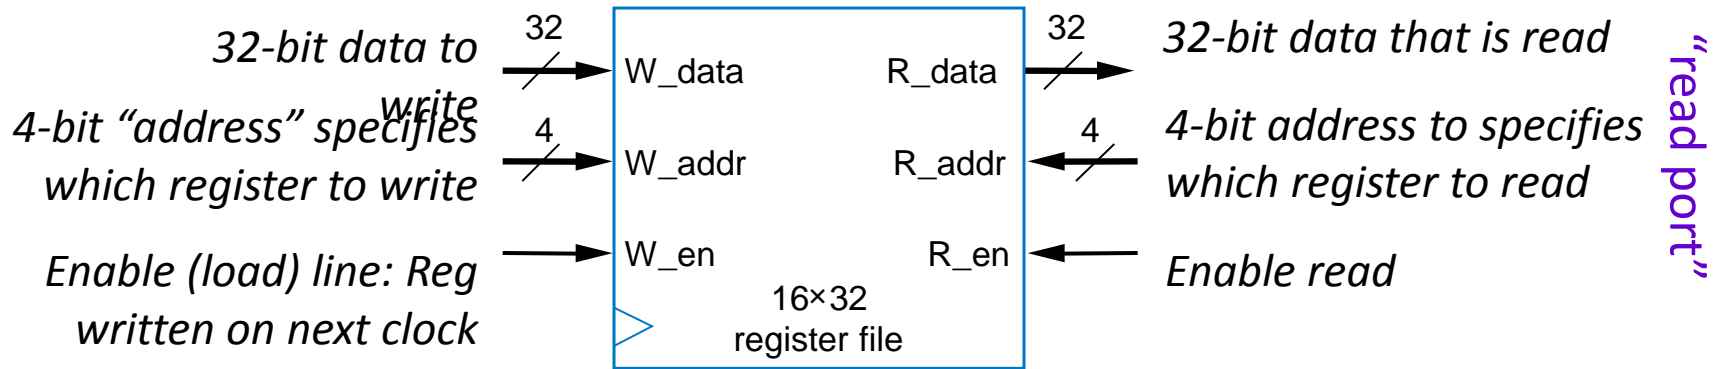 32-bit data to
write
4-bit “address” specifies
which register to write
Enable (load) line: Reg
written on next clock
32
4
W_data
W_addr
W_en
R_data
R_addr
R_en
16×32
register file
32
4
32-bit data that is read
4-bit address to specifies
which register to read
Enable read
“read port”